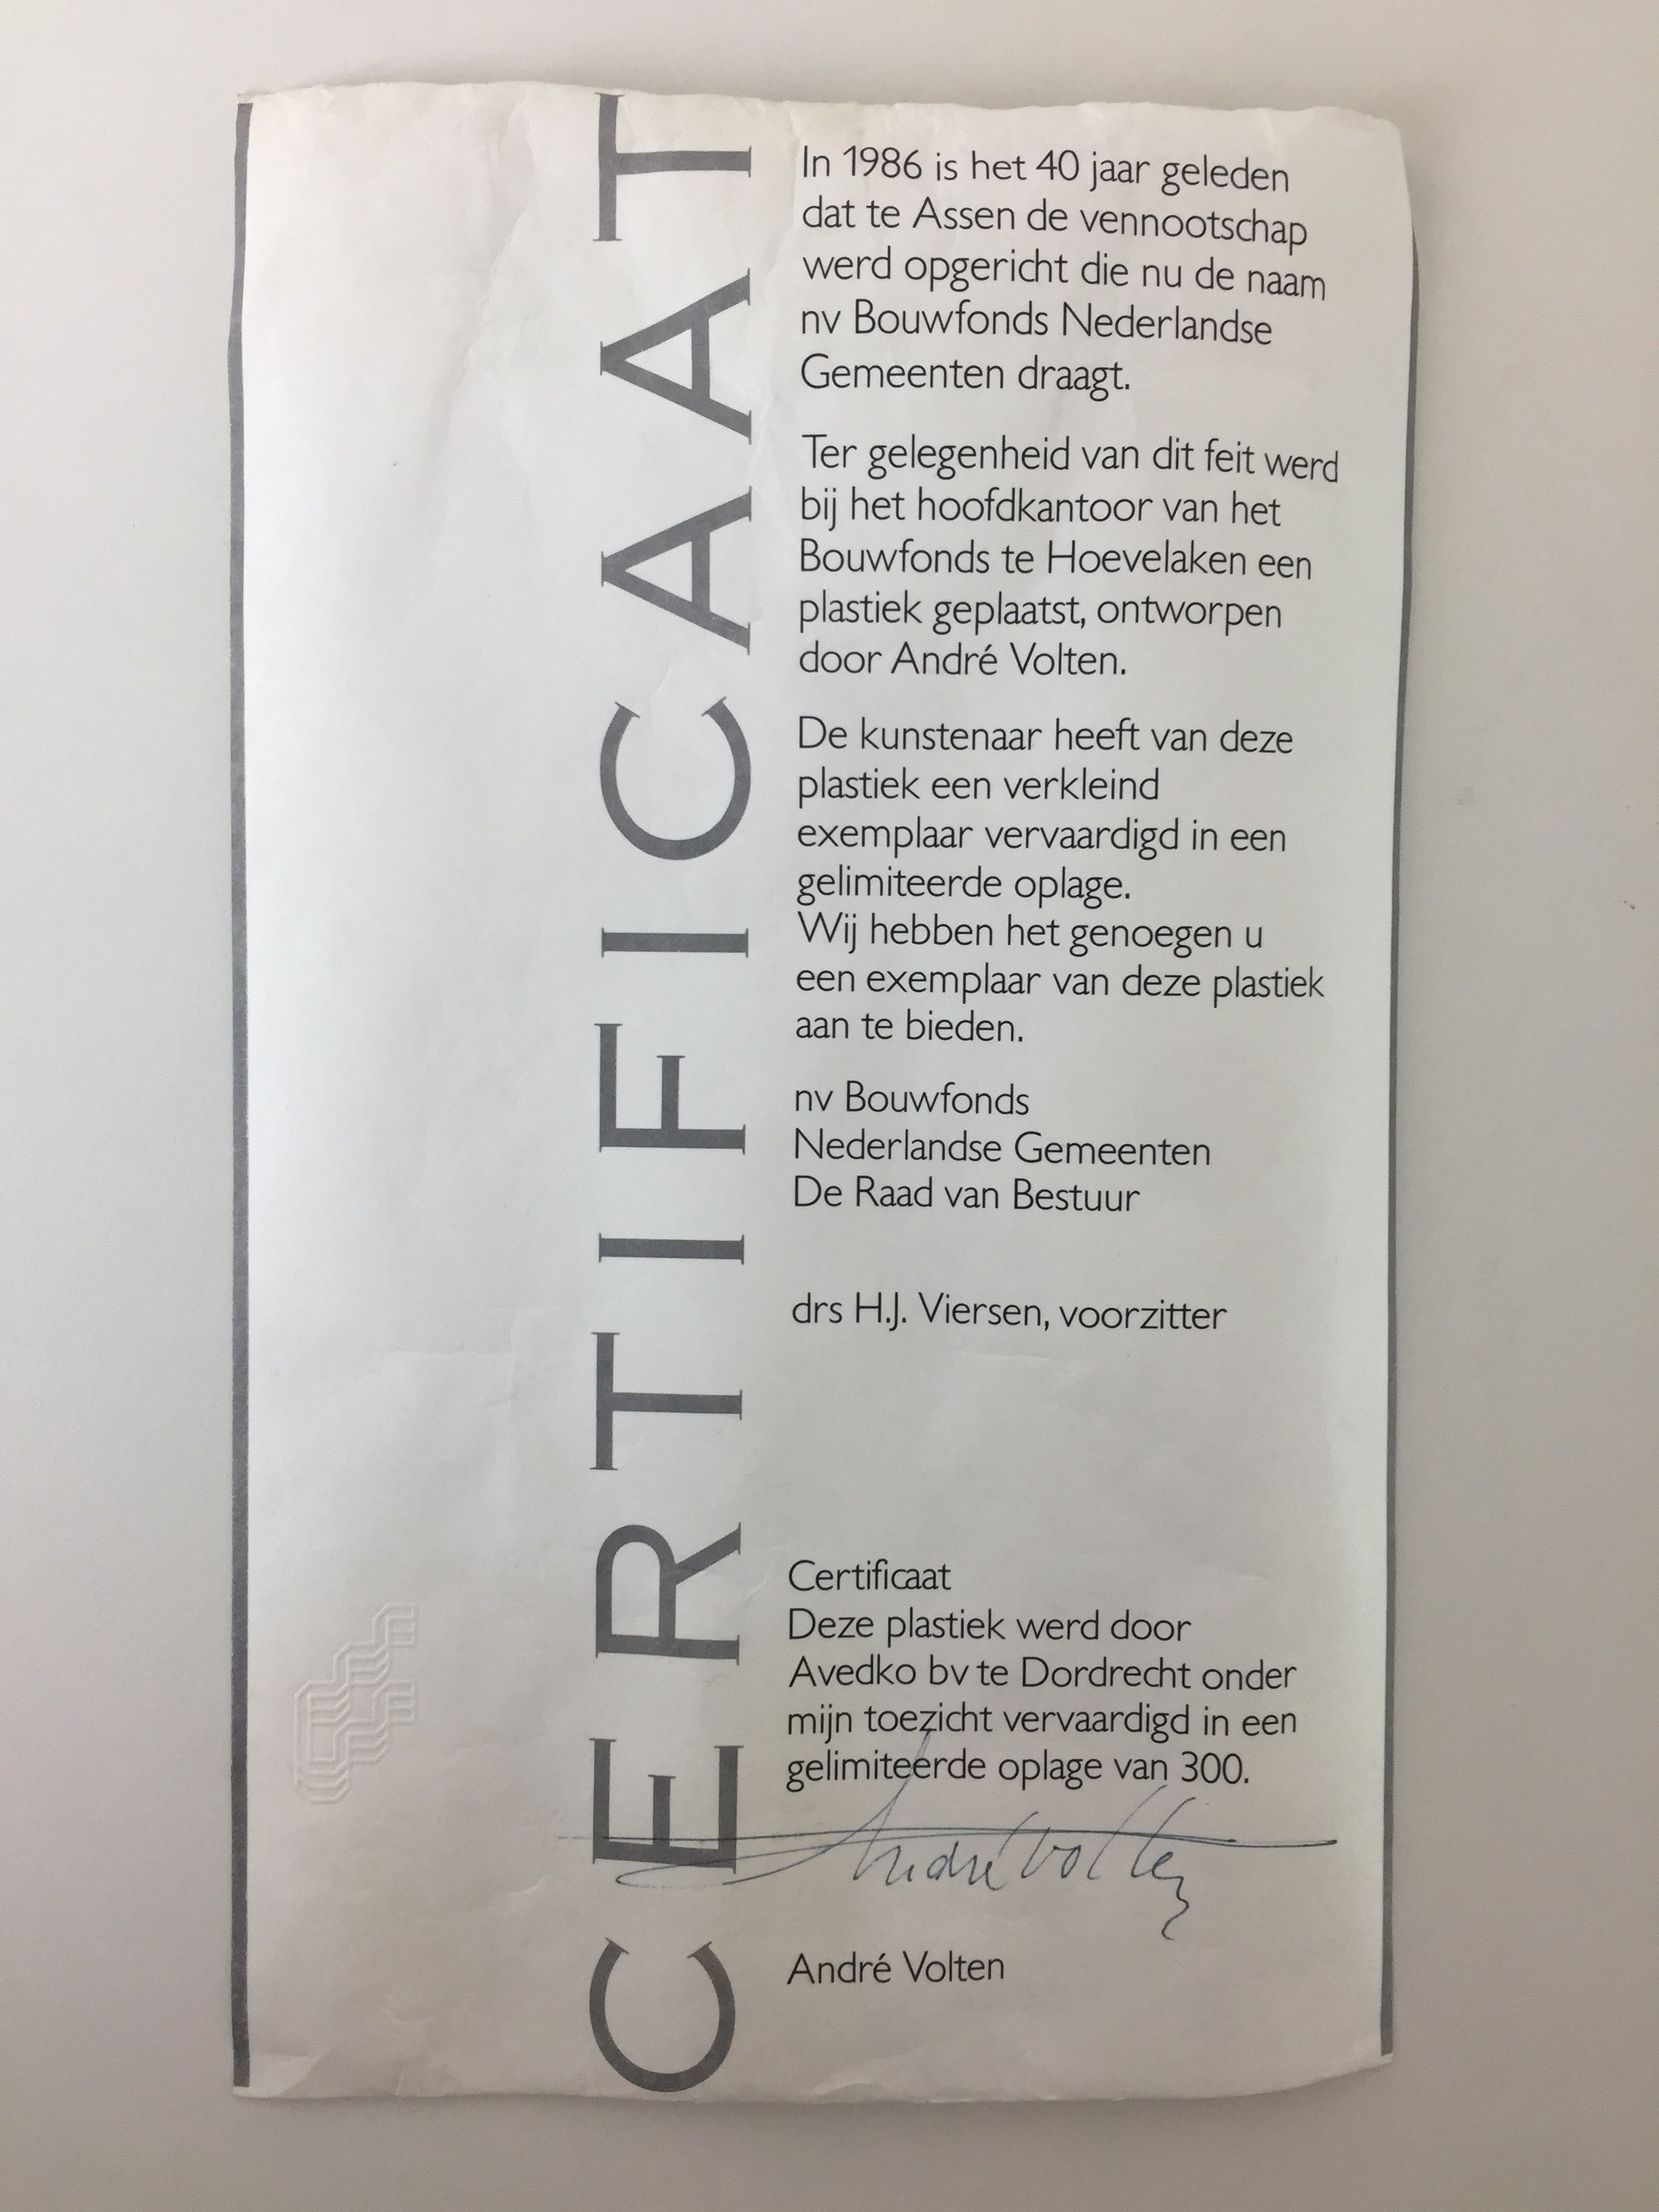 CERTIFICAAT
In 1986 is het 40 jaar geleden
dat te Assen de vennootschap
werd opgericht die nu de naam
nv Bouwfonds Nederlandse
Gemeenten draagt.
Ter gelegenheid van dit feit werd
bij het hoofdkantoor van het
Bouwfonds te Hoevelaken een
plastiek geplaatst, ontworpen
door André Volten.
De kunstenaar heeft van deze
plastiek een verkleind
exemplaar vervaardigd in een
gelimiteerde oplage.
Wij hebben het genoegen u
een exemplaar van deze plastiek
aan te bieden.
nv Bouwfonds
Nederlandse Gemeenten
De Raad van Bestuur
drs H.J. Viersen, voorzitter
Certificaat
Deze plastiek werd door
Avedko bv te Dordrecht onder
mijn toezicht vervaardigd in een
gelimiteerde oplage van 300.
André Volten
André Volten